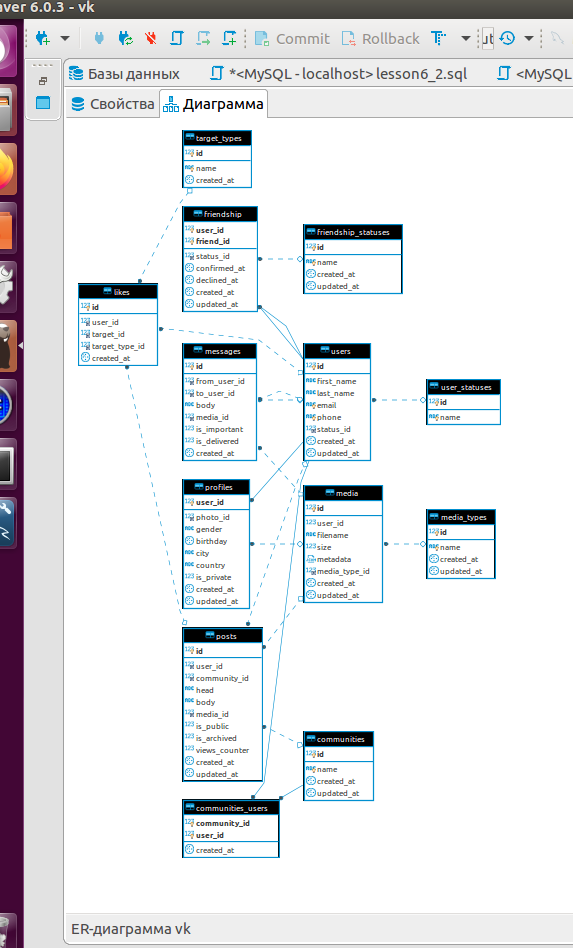 ver 6.0.3 - vk
Commit
Rollback
Базы данных
*<MySQL - localhost> lesson6_2.sql
<MySQL
Свойства
Диаграмма
target_types
id
name
created_at
friendship
user_id
friend_id
status_id
confirmed_at
declined_at
created_at
updated_at
friendship_statuses
id
name
created_at
updated_at
likes
id
user_id
target_id
target_type_id
created_at
messages
id
from_user_id
to_user_id
body
media_id
is_important
is_delivered
created_at
users
id
first_name
last_name
email
phone
status_id
created_at
updated_at
user_statuses
id
name
profiles
user_id
photo_id
gender
birthday
city
country
is_private
created_at
updated_at
media
id
user_id
filename
size
metadata
media_type_id
created_at
updated_at
media_types
id
name
created_at
updated_at
posts
id
user_id
community_id
head
body
media_id
is_public
is_archived
views_counter
created_at
updated_at
communities
id
name
created_at
updated_at
communities_users
community_id
user_id
created_at
ER-диаграмма vk